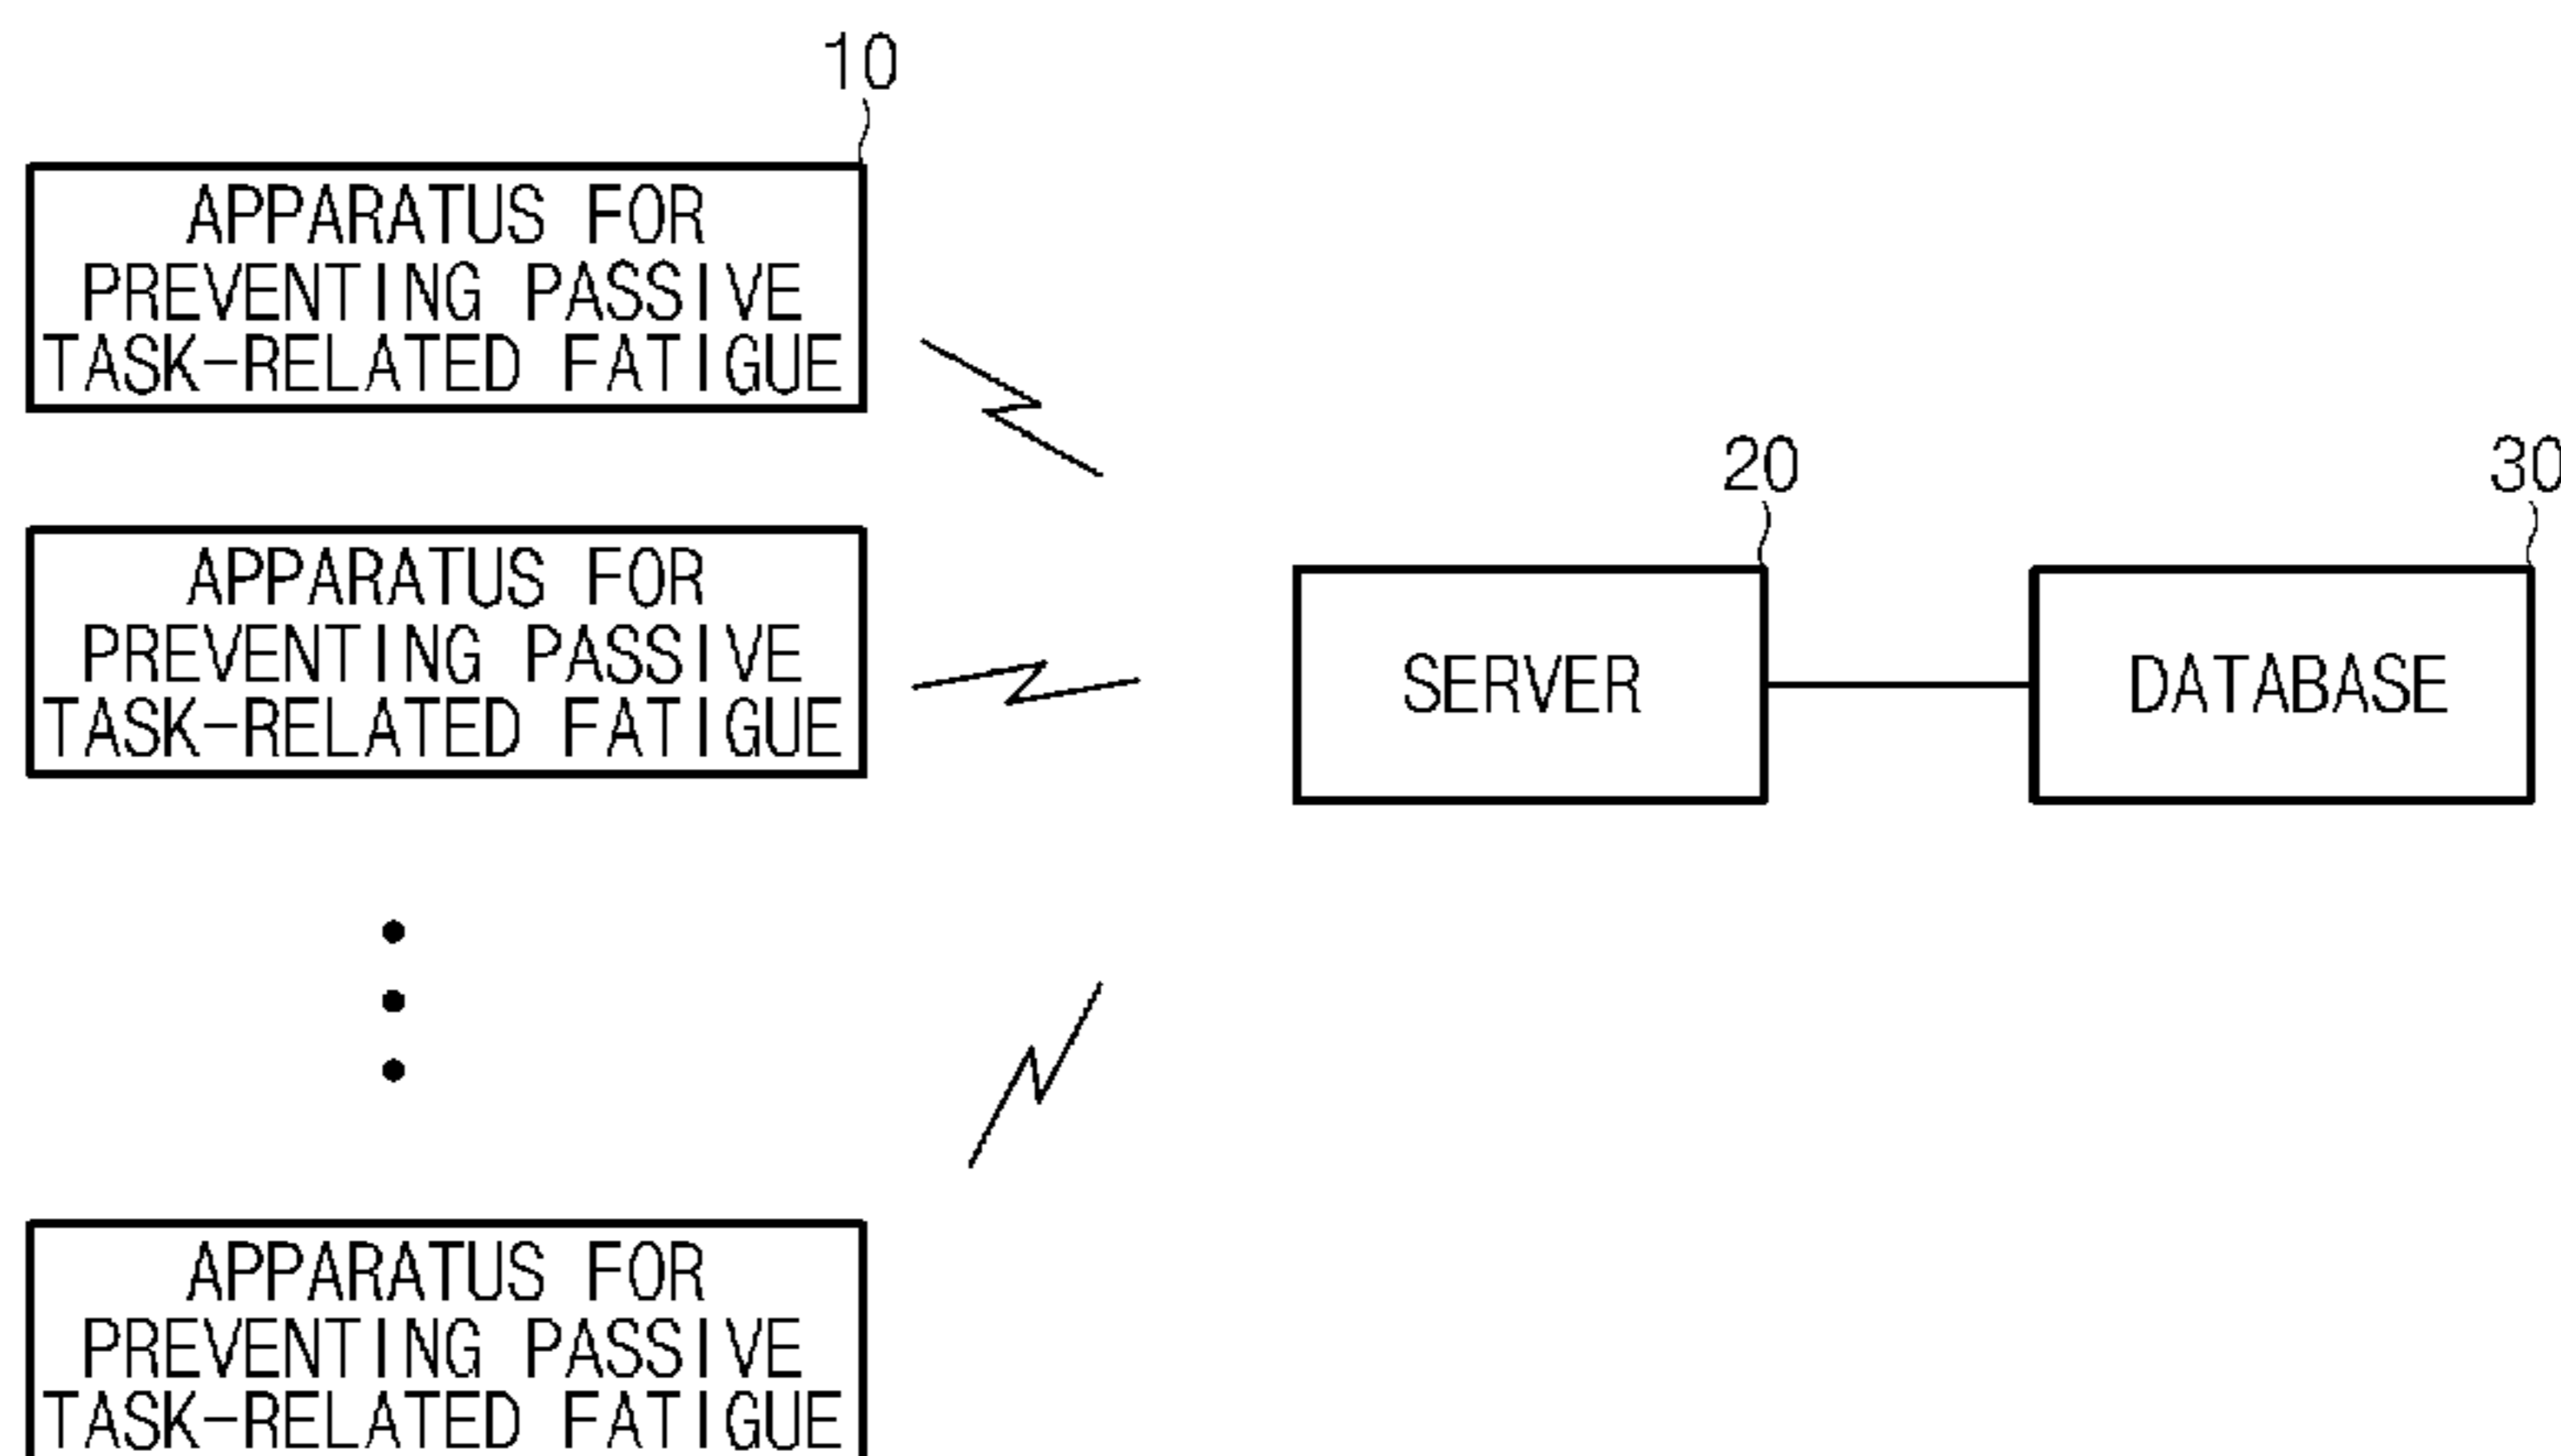 10
APPARATUS FOR
PREVENTING PASSIVE
TASK-RELATED FATIGUE
APPARATUS FOR
PREVENTING PASSIVE
TASK-RELATED FATIGUE
20
SERVER
30
DATABASE
APPARATUS FOR
PREVENTING PASSIVE
TASK-RELATED FATIGUE